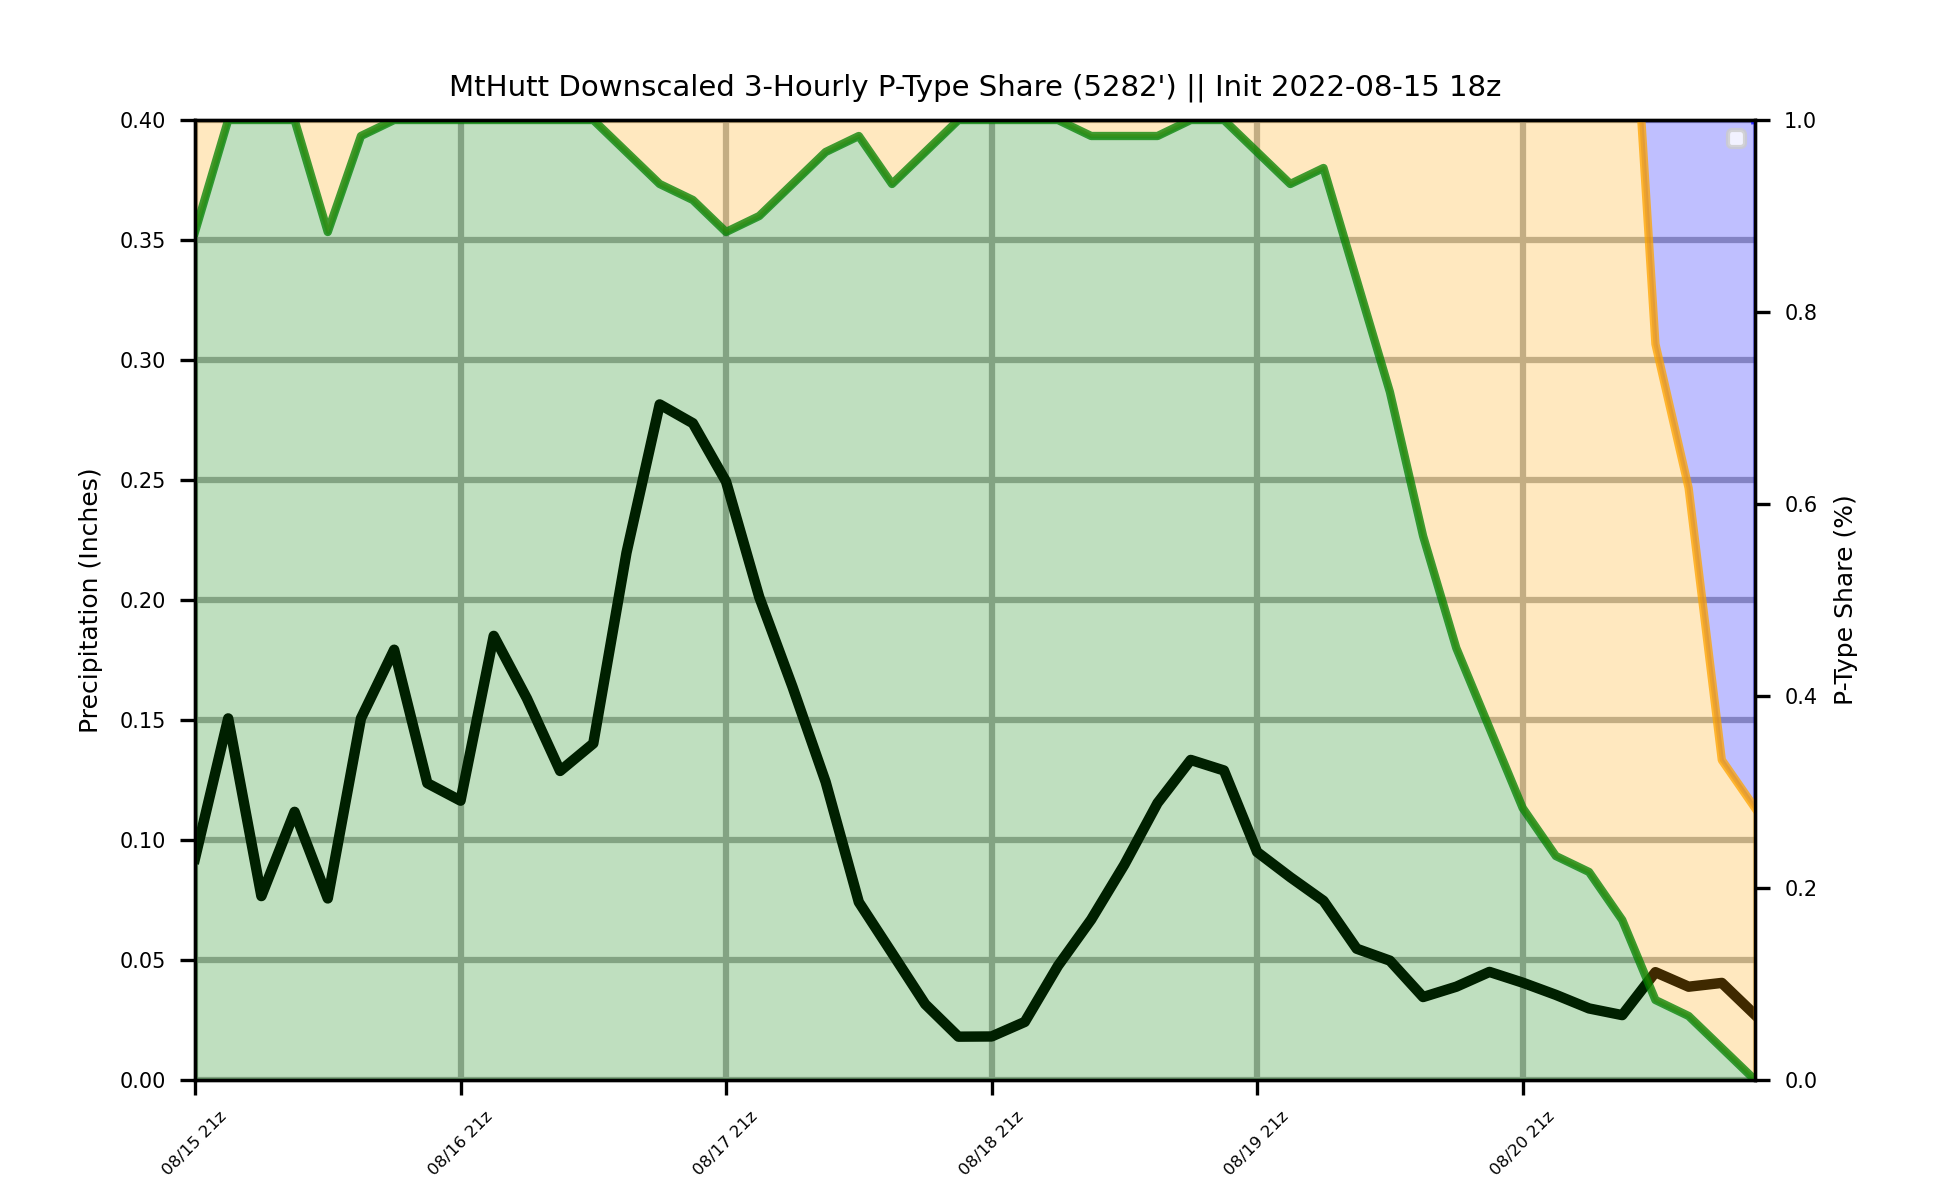 MtHutt Downscaled 3-Hourly P-Type Share (5282') || Init 2022-08-15 18z
0.40
0.35
0.30
0.25
0.20
0.15
0.10
0.05
0.00
Precipitation (Inches)
1.0
0.8
0.6
0.4
0.2
0.0
P-Type Share (%)
08/15 21z
08/16 21z
08/17 21z
08/18 21z
08/19 21z
08/20 21z